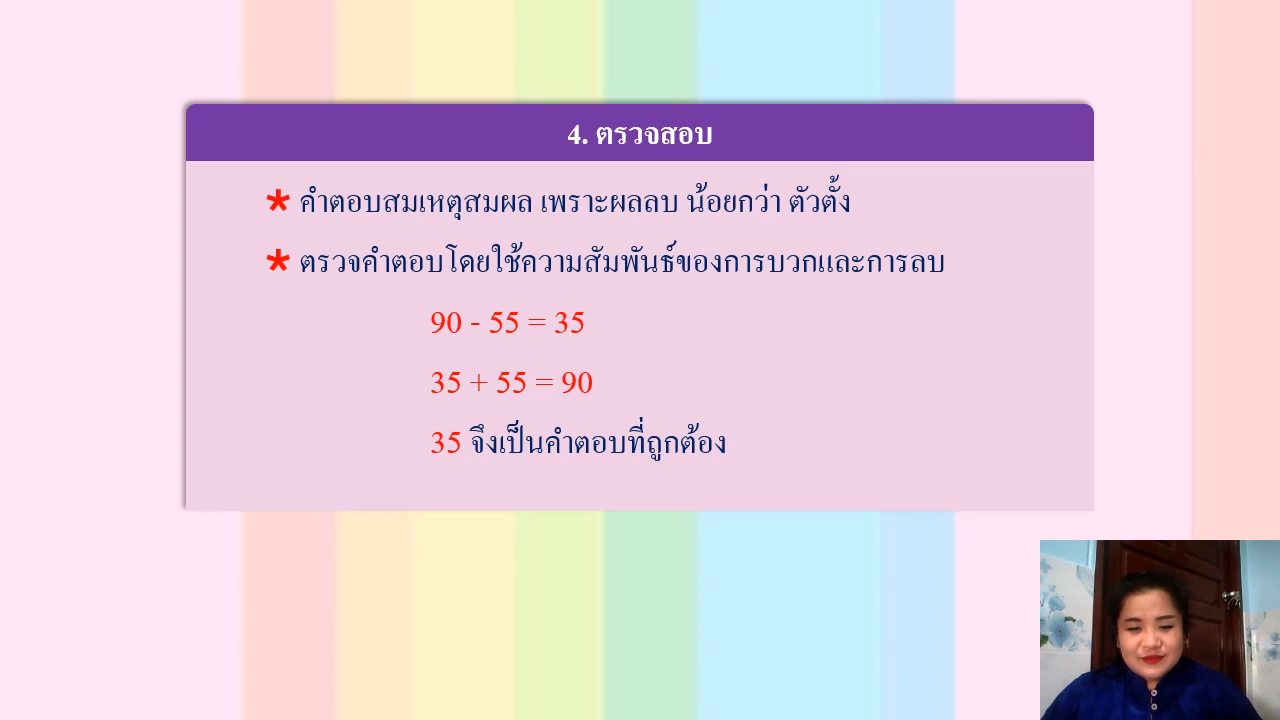 4. ตรวจสอบ
* คำตอบสมเหตุสมผล เพราะผลลบ น้อยกว่า ตัวตั้ง
* ตรวจคำตอบโดยใช้ความสัมพันธ์ของการบวกและการลบ
90 - 55 = 35
35 + 55 = 90
35 จึงเป็นคำตอบที่ถูกต้อง